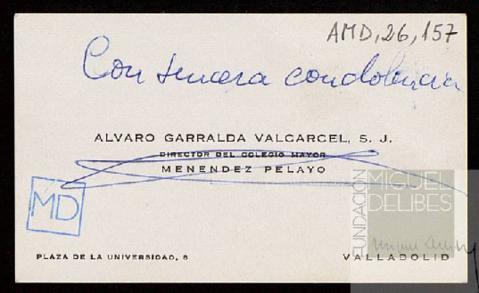 AMD,26,157
Con sincera condolencia
ALVARO GARRALDA VALCARCEL, S. J.
DIRECTOR DEL COLEGIO MAYOR
MENENDEZ PELAYO
MD
FUNDACIÓN
MIGUEL
DELIBES
PLAZA DE LA UNIVERSIDAD, 6
VALLADOLID